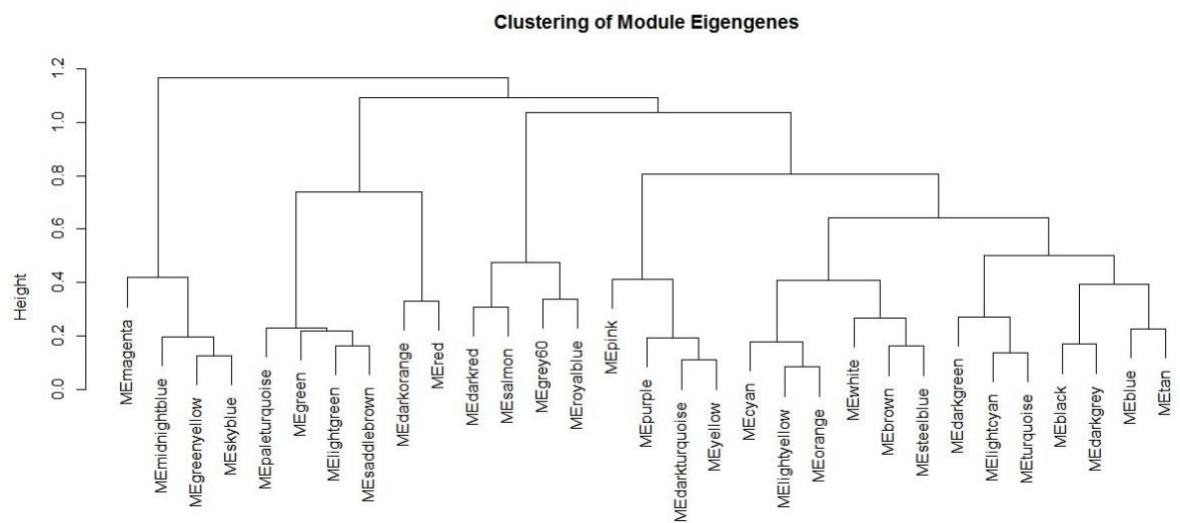 Clustering of Module Eigengenes
Height
1.2
1.0
0.8
0.6
0.4
0.2
0.0
MEmagenta
MEmidnightblue
MEgreenyellow
MEskyblue
MEpaleturquoise
MEgreen
MElightgreen
MEsaddlebrown
MEdarkorange
MEred
MEdarkred
MEsalmon
MEgrey60
MEroyalblue
MEpink
MEpurple
MEdarkturquoise
MEyellow
MEcyan
MElightyellow
MEorange
MEwhite
MEbrown
MEsteelblue
MEdarkgreen
MElightcyan
MEturquoise
MEblack
MEdarkgrey
MEblue
MEtan